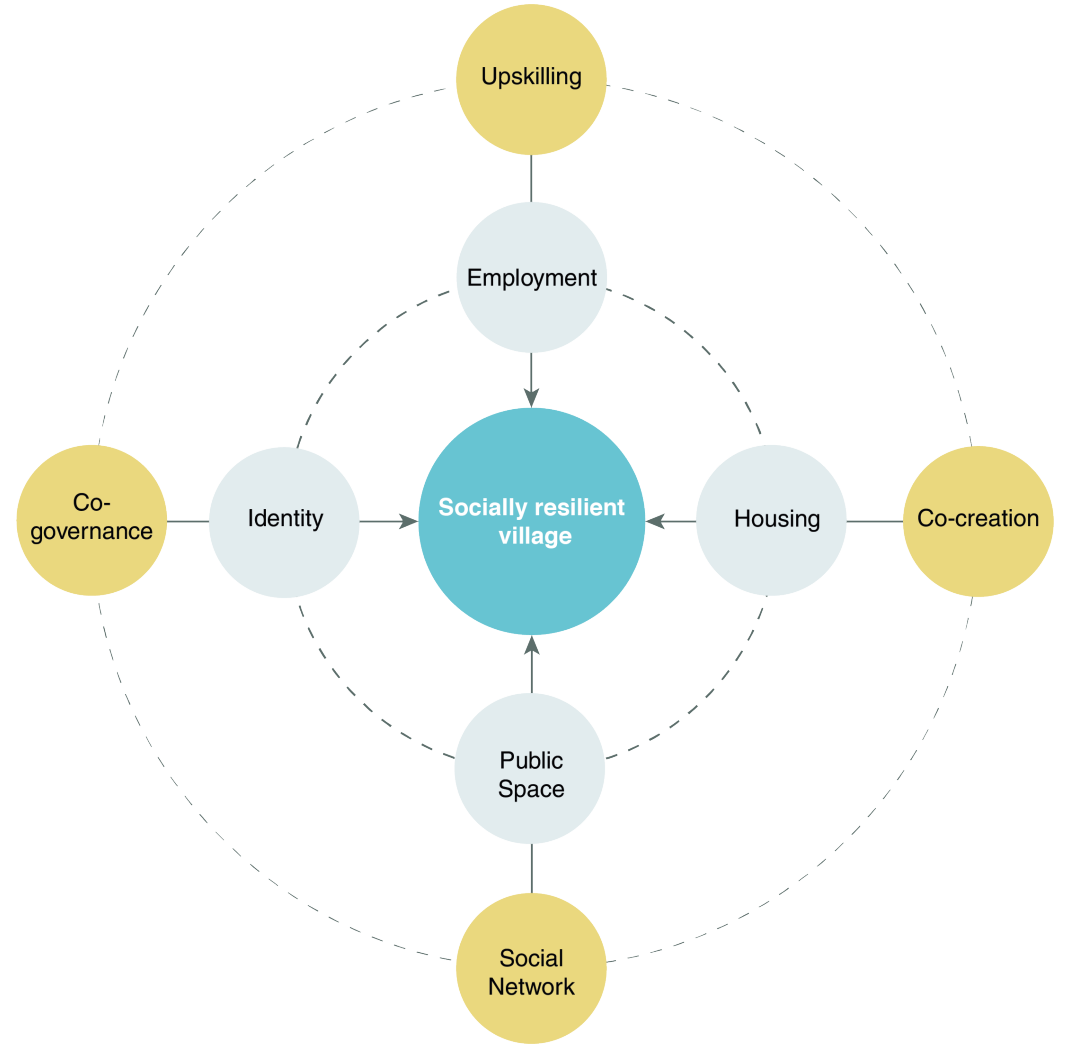 Upskilling
Employment
Co-
governance
Identity
Socially resilient
village
Housing
Co-creation
Public
Space
Social
Network